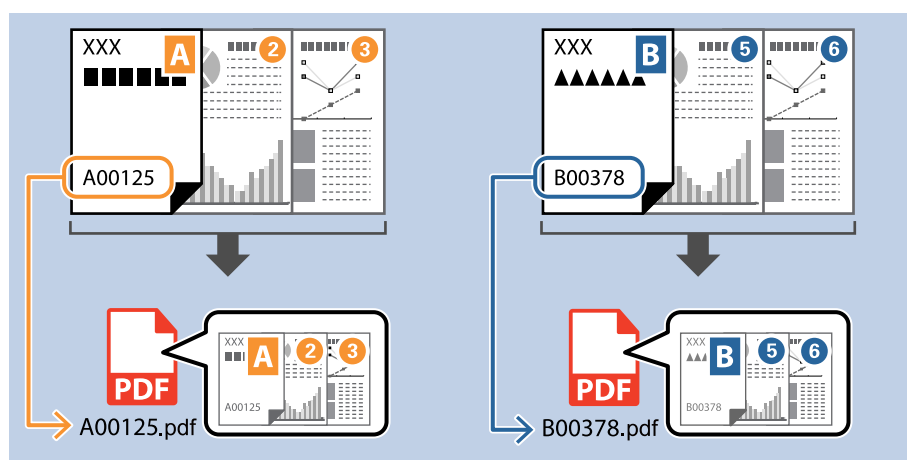 XXX A 2 3
A00125
XXX B 5 6
B00378
PDF
XXX A 2 3
A00125
A00125.pdf
PDF
XXX B 5 6
B00378
B00378.pdf